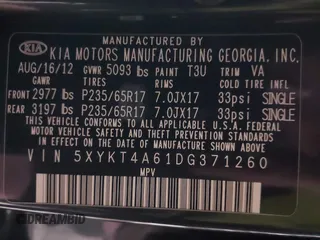 MANUFACTURED BY
KIA KIA MOTORS MANUFACTURING GEORGIA, INC.
AUG/16/12 GVWR 5093 lbs PAINT T3U TRIM VA
GAWR TIRE RIMS COLD TIRE INFLATION
FRONT 2977 lbs P235/65R17 7.0JX17 33psi SINGLE
REAR 3197 lbs P235/65R17 7.0JX17 33psi SINGLE
THIS VEHICLE CONFORMS TO ALL APPLICABLE
FEDERAL MOTOR VEHICLE SAFETY AND THEFT PREVENTION
STANDARDS IN EFFECT ON THE DATE OF MANUFACTURE SHOWN ABOVE.
VIN 5XYKT4A61DG371260
MPV
DREAMBID